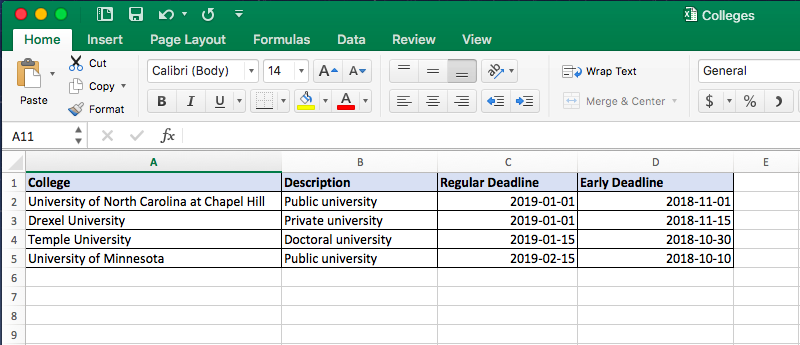 Colleges
Home Insert Page Layout Formulas Data Review View
Cut
Copy
Format
Paste
Calibri (Body) 14 A A
B I U A
Wrap Text
Merge & Center
General
$ % )
A11 fx
A B C D E
1 College Description Regular Deadline Early Deadline
2 University of North Carolina at Chapel Hill Public university 2019-01-01 2018-11-01
3 Drexel University Private university 2019-01-01 2018-11-15
4 Temple University Doctoral university 2019-01-15 2018-10-30
5 University of Minnesota Public university 2019-02-15 2018-10-10
6
7
8
9